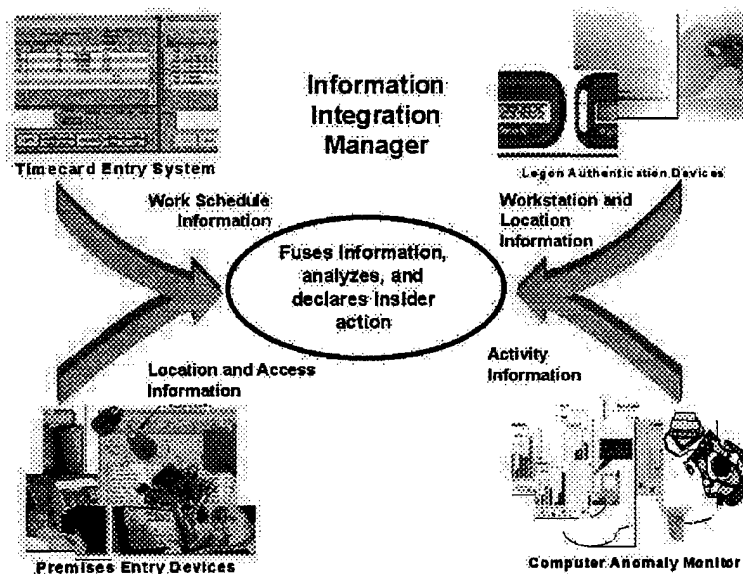 Information
Integration
Manager
Timecard Entry System
Logon Authentication Devices
Work Schedule
Information
Workstation and
Location
Information
Fuses Information,
analyzes, and
declares insider
action
Location and Access
Information
Activity
Information
Premises Entry Devices
Computer Anomaly Monitor